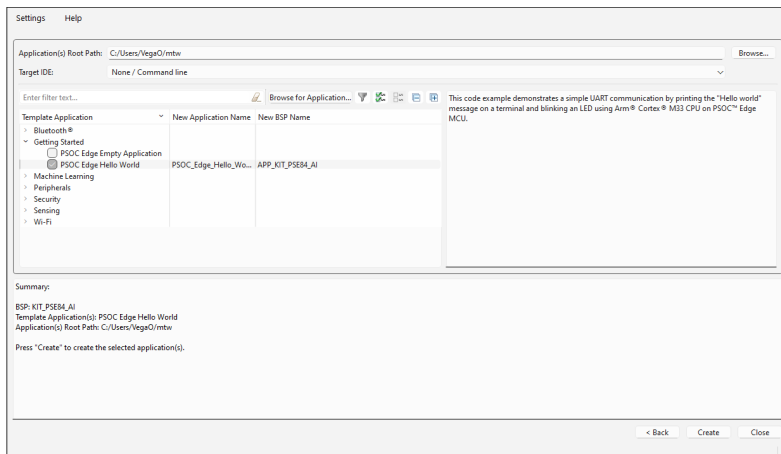 Settings Help
Application(s) Root Path: C:/Users/VegaO/mtw Browse...
Target IDE: None / Command line
Enter filter text... Browse for Application...
Template Application New Application Name New BSP Name
Bluetooth®
Getting Started
PSOC Edge Empty Application
PSOC Edge Hello World PSOC_Edge_Hello_Wo... APP_KIT_PSE84_AI
Machine Learning
Peripherals
Security
Sensing
Wi-Fi
This code example demonstrates a simple UART communication by printing the "Hello world"
message on a terminal and blinking an LED using Arm® Cortex® M33 CPU on PSOC™ Edge
MCU.
Summary:
BSP: KIT_PSE84_AI
Template Application(s): PSOC Edge Hello World
Application(s) Root Path: C:/Users/VegaO/mtw
Press "Create" to create the selected application(s).
< Back Create Close